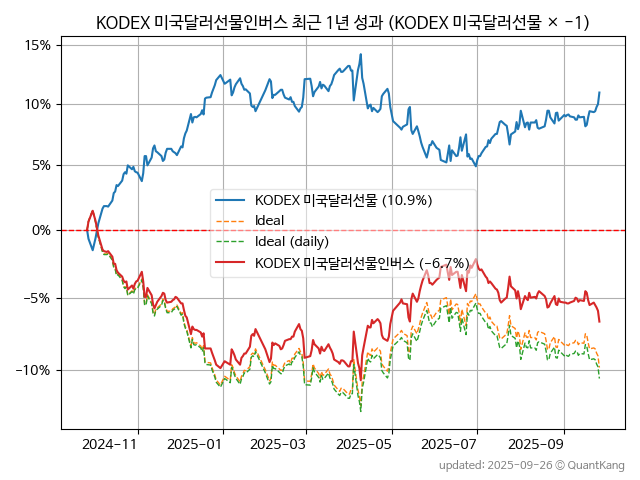 KODEX 미국달러선물인버스 최근 1년 성과 (KODEX 미국달러선물 × −1)
15%
10%
5%
0%
−5%
−10%
KODEX 미국달러선물 (10.9%)
Ideal
Ideal (daily)
KODEX 미국달러선물인버스 (−6.7%)
2024−11 2025−01 2025−03 2025−05 2025−07 2025−09
updated: 2025−09−26 © QuantKang